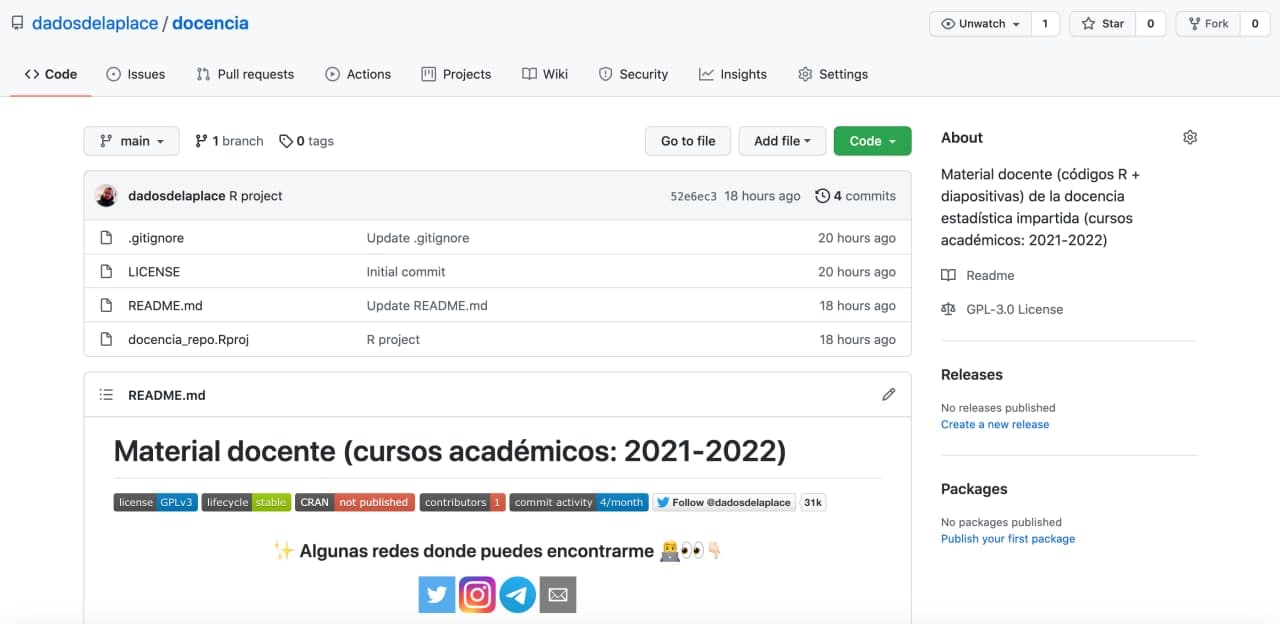 dadosdelaplace / docencia
Unwatch 1 Star 0 Fork 0
Code Issues Pull requests Actions Projects Wiki Security Insights Settings
main 1 branch 0 tags Go to file Add file Code
dadosdelaplace R project 52e6ec3 18 hours ago 4 commits
.gitignore Update .gitignore 20 hours ago
LICENSE Initial commit 20 hours ago
README.md Update README.md 18 hours ago
docencia_repo.Rproj R project 18 hours ago
README.md
Material docente (cursos académicos: 2021-2022)
license GPLv3 lifecycle stable CRAN not published contributors 1 commit activity 4/month Follow @dadosdelaplace 31k
✨ Algunas redes donde puedes encontrarme 👨‍💻👀👇🏻
About
Material docente (códigos R +
diapositivas) de la docencia
estadística impartida (cursos
académicos: 2021-2022)
Readme
GPL-3.0 License
Releases
No releases published
Create a new release
Packages
No packages published
Publish your first package